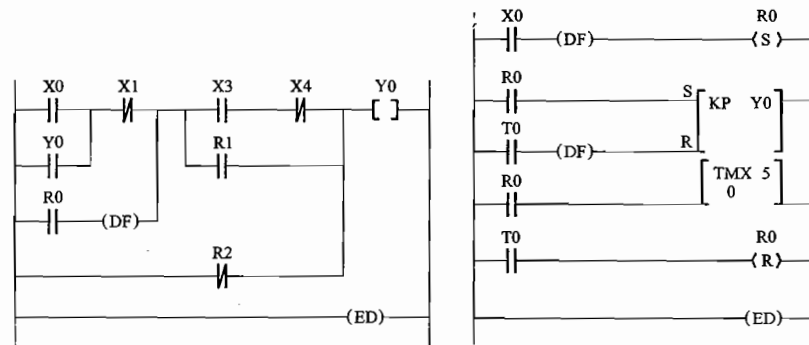 X0 X1 X3 X4 Y0
Y0 R1
R0
(DF)
R2
(ED)
X0 R0
(DF) S
R0 S KP Y0
T0 (DF) R
R0 TMX 5
0
T0 R0
R
(ED)